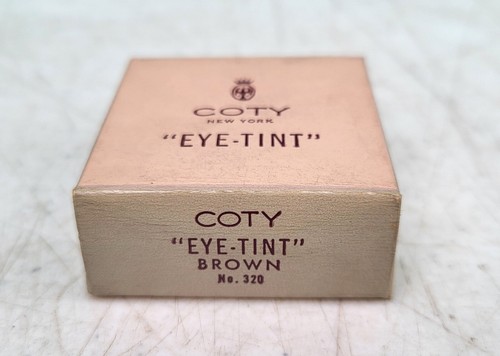 COTY
NEW YORK
"EYE-TINT"
COTY
"EYE-TINT"
BROWN
No. 320